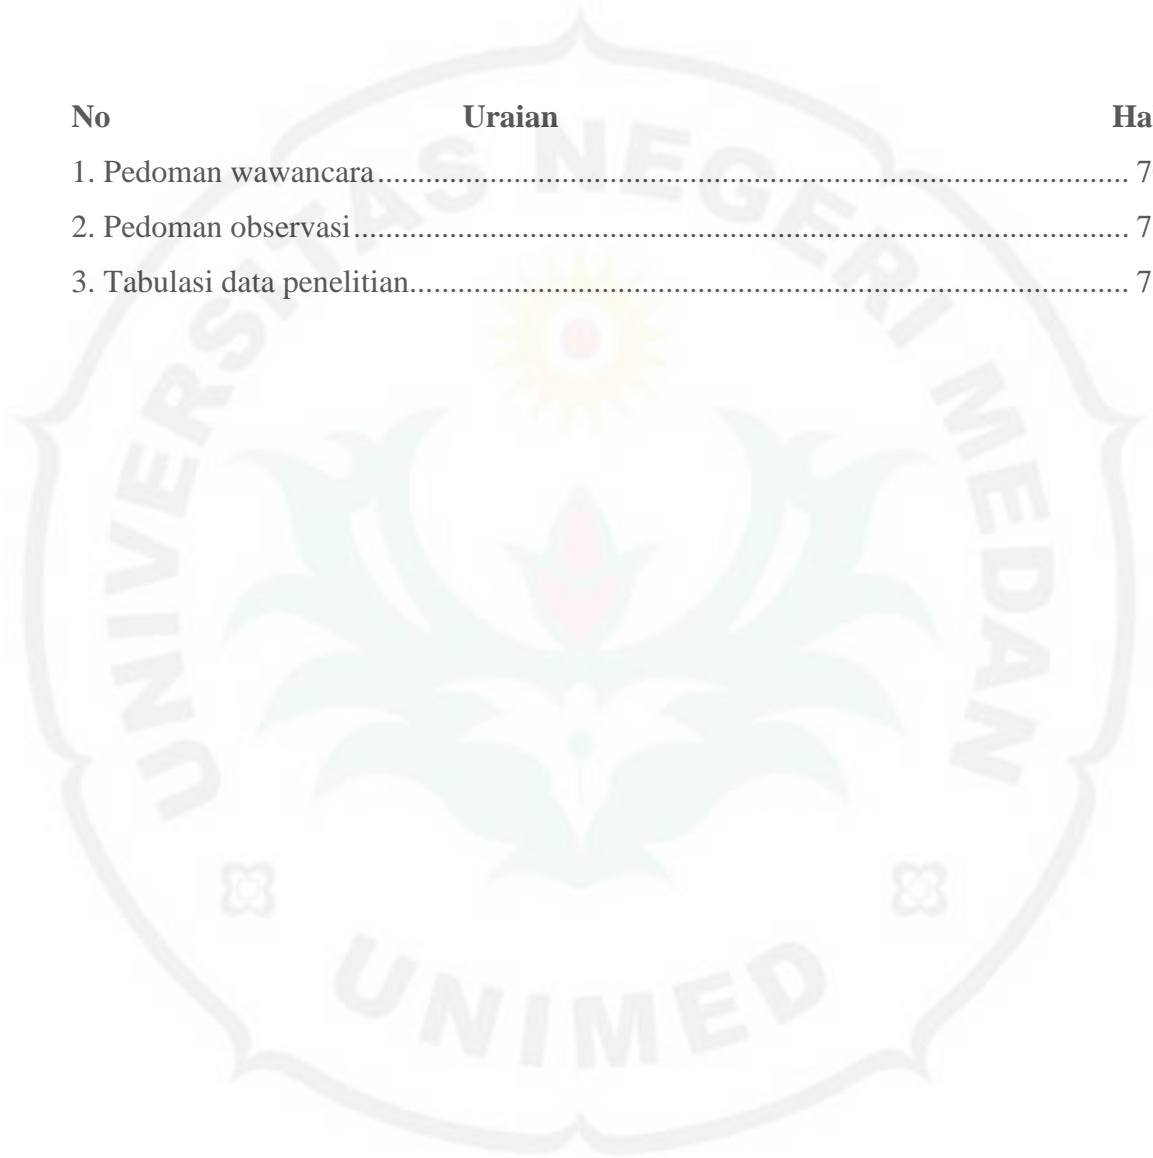 No Uraian Ha
1. Pedoman wawancara.......................................................................................... 7
2. Pedoman observasi............................................................................................. 7
3. Tabulasi data penelitian...................................................................................... 7
UNIVERSITAS NEGERI MEDAN
UNIMED